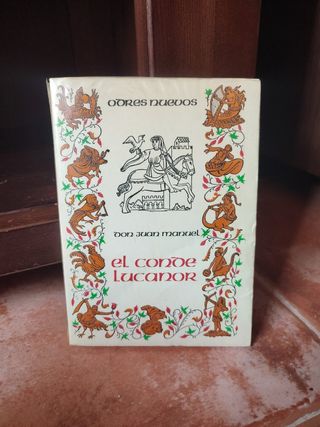 odres nuevos
don juan manuel
el conde
lucanor